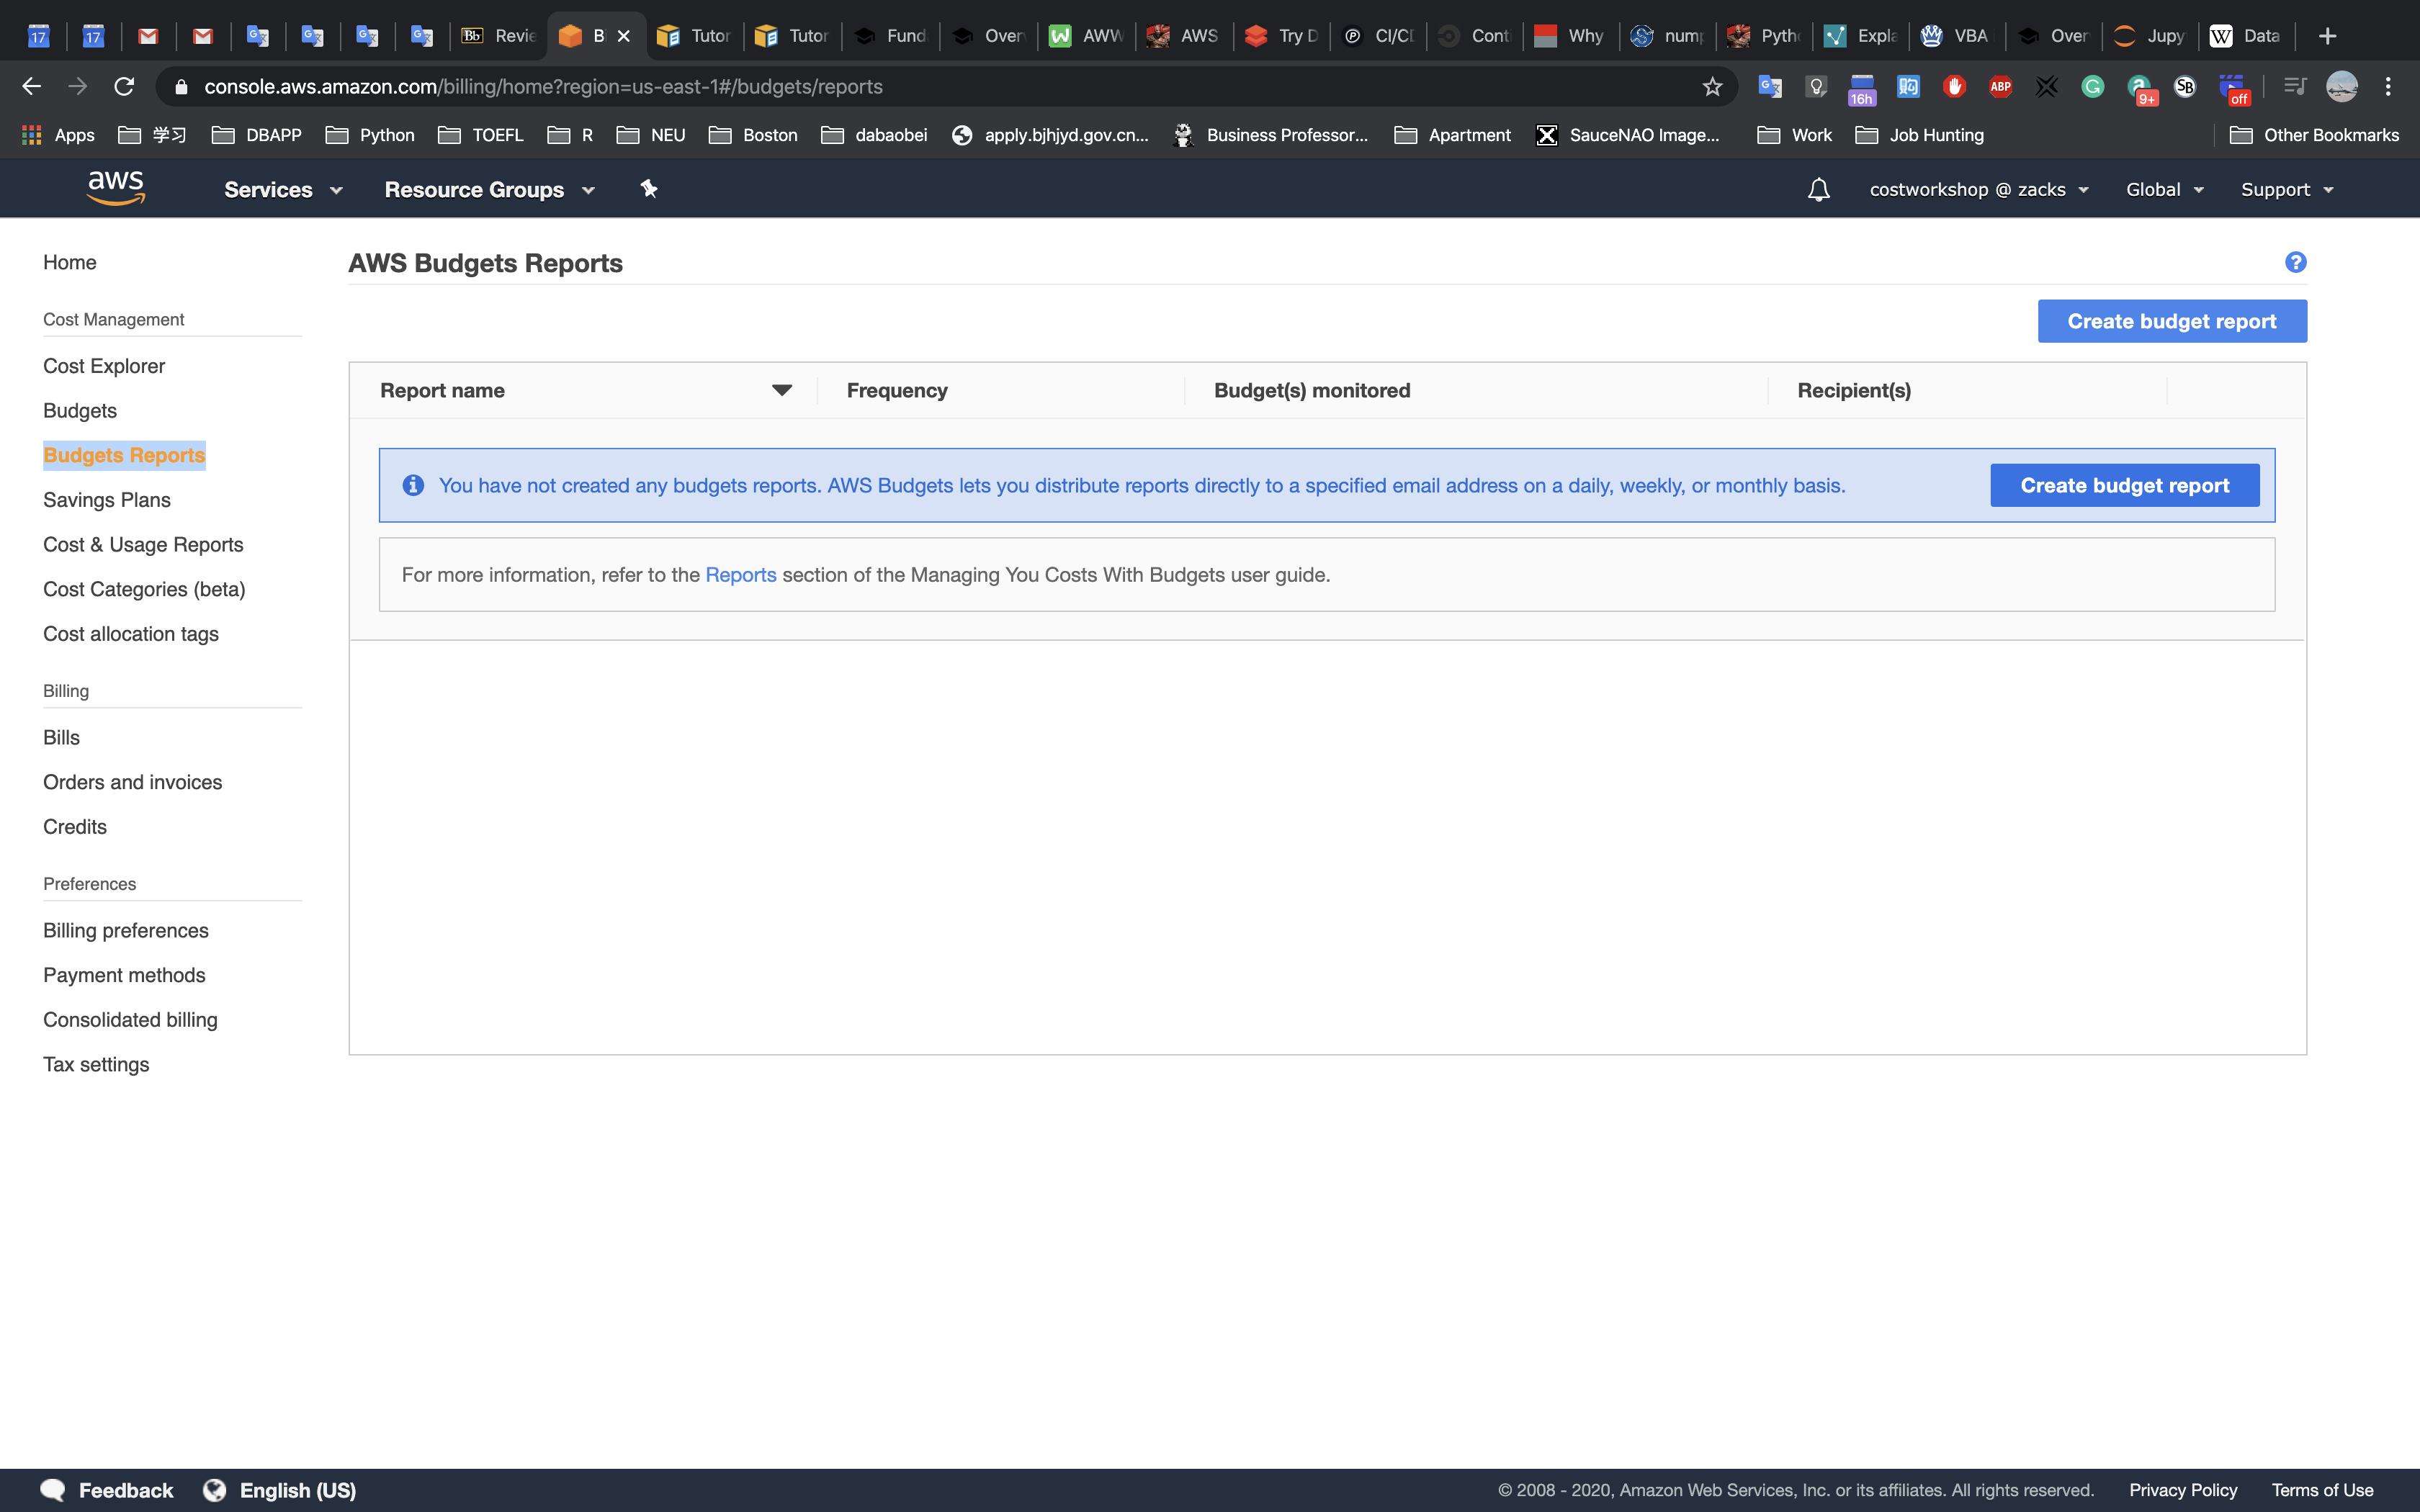 17 17 Bb Revie B Tutor Tutor Fund Over AWW AWS Try D CI/CD Cont Why nump Pytho Expla VBA Over Jupy W Data
console.aws.amazon.com/billing/home?region=us-east-1#/budgets/reports 16h ABP 9+ SB off
Apps 学习 DBAPP Python TOEFL R NEU Boston dabaobei apply.bjhjyd.gov.cn... Business Professor... Apartment SauceNAO Image... Work Job Hunting Other Bookmarks
aws Services Resource Groups costworkshop @ zacks Global Support
Home
Cost Management
Cost Explorer
Budgets
Budgets Reports
Savings Plans
Cost & Usage Reports
Cost Categories (beta)
Cost allocation tags
Billing
Bills
Orders and invoices
Credits
Preferences
Billing preferences
Payment methods
Consolidated billing
Tax settings
AWS Budgets Reports
Create budget report
Report name Frequency Budget(s) monitored Recipient(s)
You have not created any budgets reports. AWS Budgets lets you distribute reports directly to a specified email address on a daily, weekly, or monthly basis. Create budget report
For more information, refer to the Reports section of the Managing You Costs With Budgets user guide.
Feedback English (US) © 2008 - 2020, Amazon Web Services, Inc. or its affiliates. All rights reserved. Privacy Policy Terms of Use